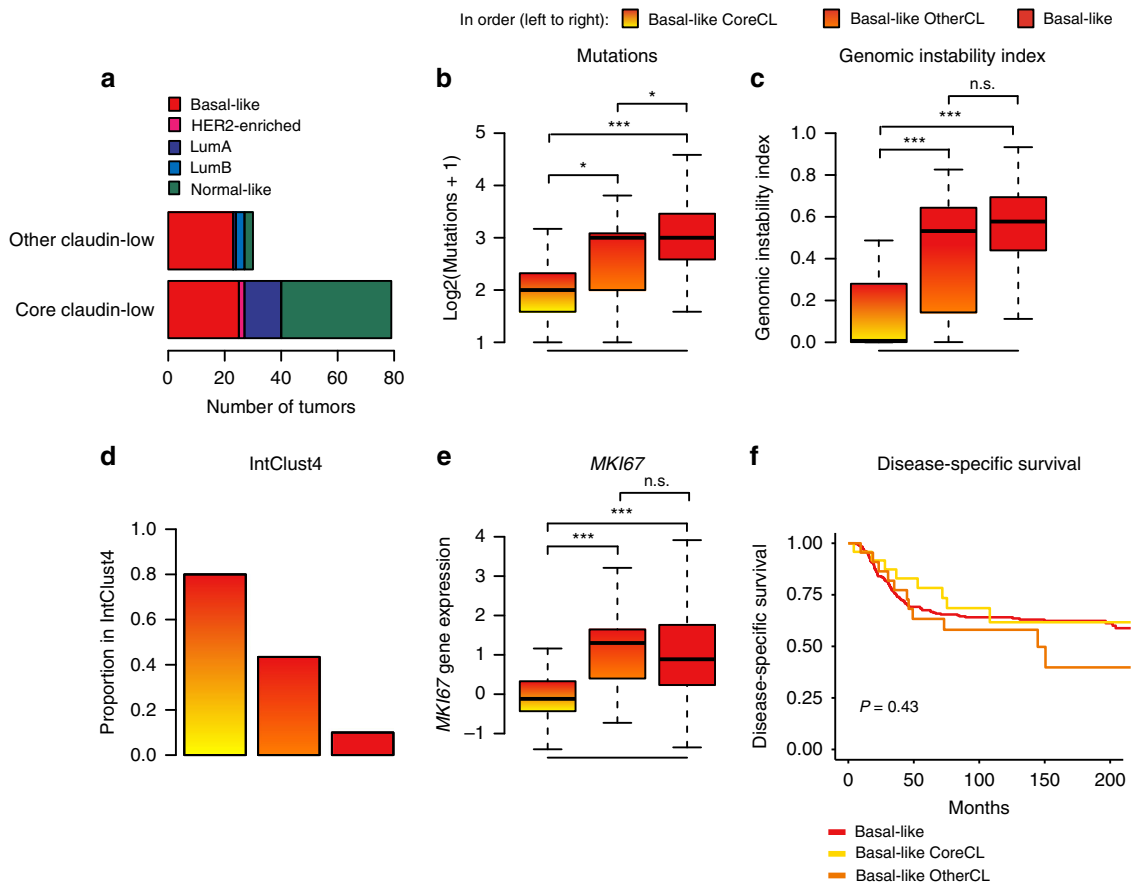 In order (left to right): Basal-like CoreCL Basal-like OtherCL Basal-like
a
Basal-like
HER2-enriched
LumA
LumB
Normal-like
Other claudin-low
Core claudin-low
0 20 40 60 80
Number of tumors
b
Mutations
*
***
*
5
4
3
2
1
Log2(Mutations + 1)
c
Genomic instability index
n.s.
***
***
1.0
0.8
0.6
0.4
0.2
0.0
Genomic instability index
d
IntClust4
1.0
0.8
0.6
0.4
0.2
0.0
Proportion in IntClust4
e
MKI67
n.s.
***
***
4
3
2
1
0
−1
MKI67 gene expression
f
Disease-specific survival
1.00
0.75
0.50
0.25
0.00
Disease-specific survival
P = 0.43
0 50 100 150 200
Months
Basal-like
Basal-like CoreCL
Basal-like OtherCL